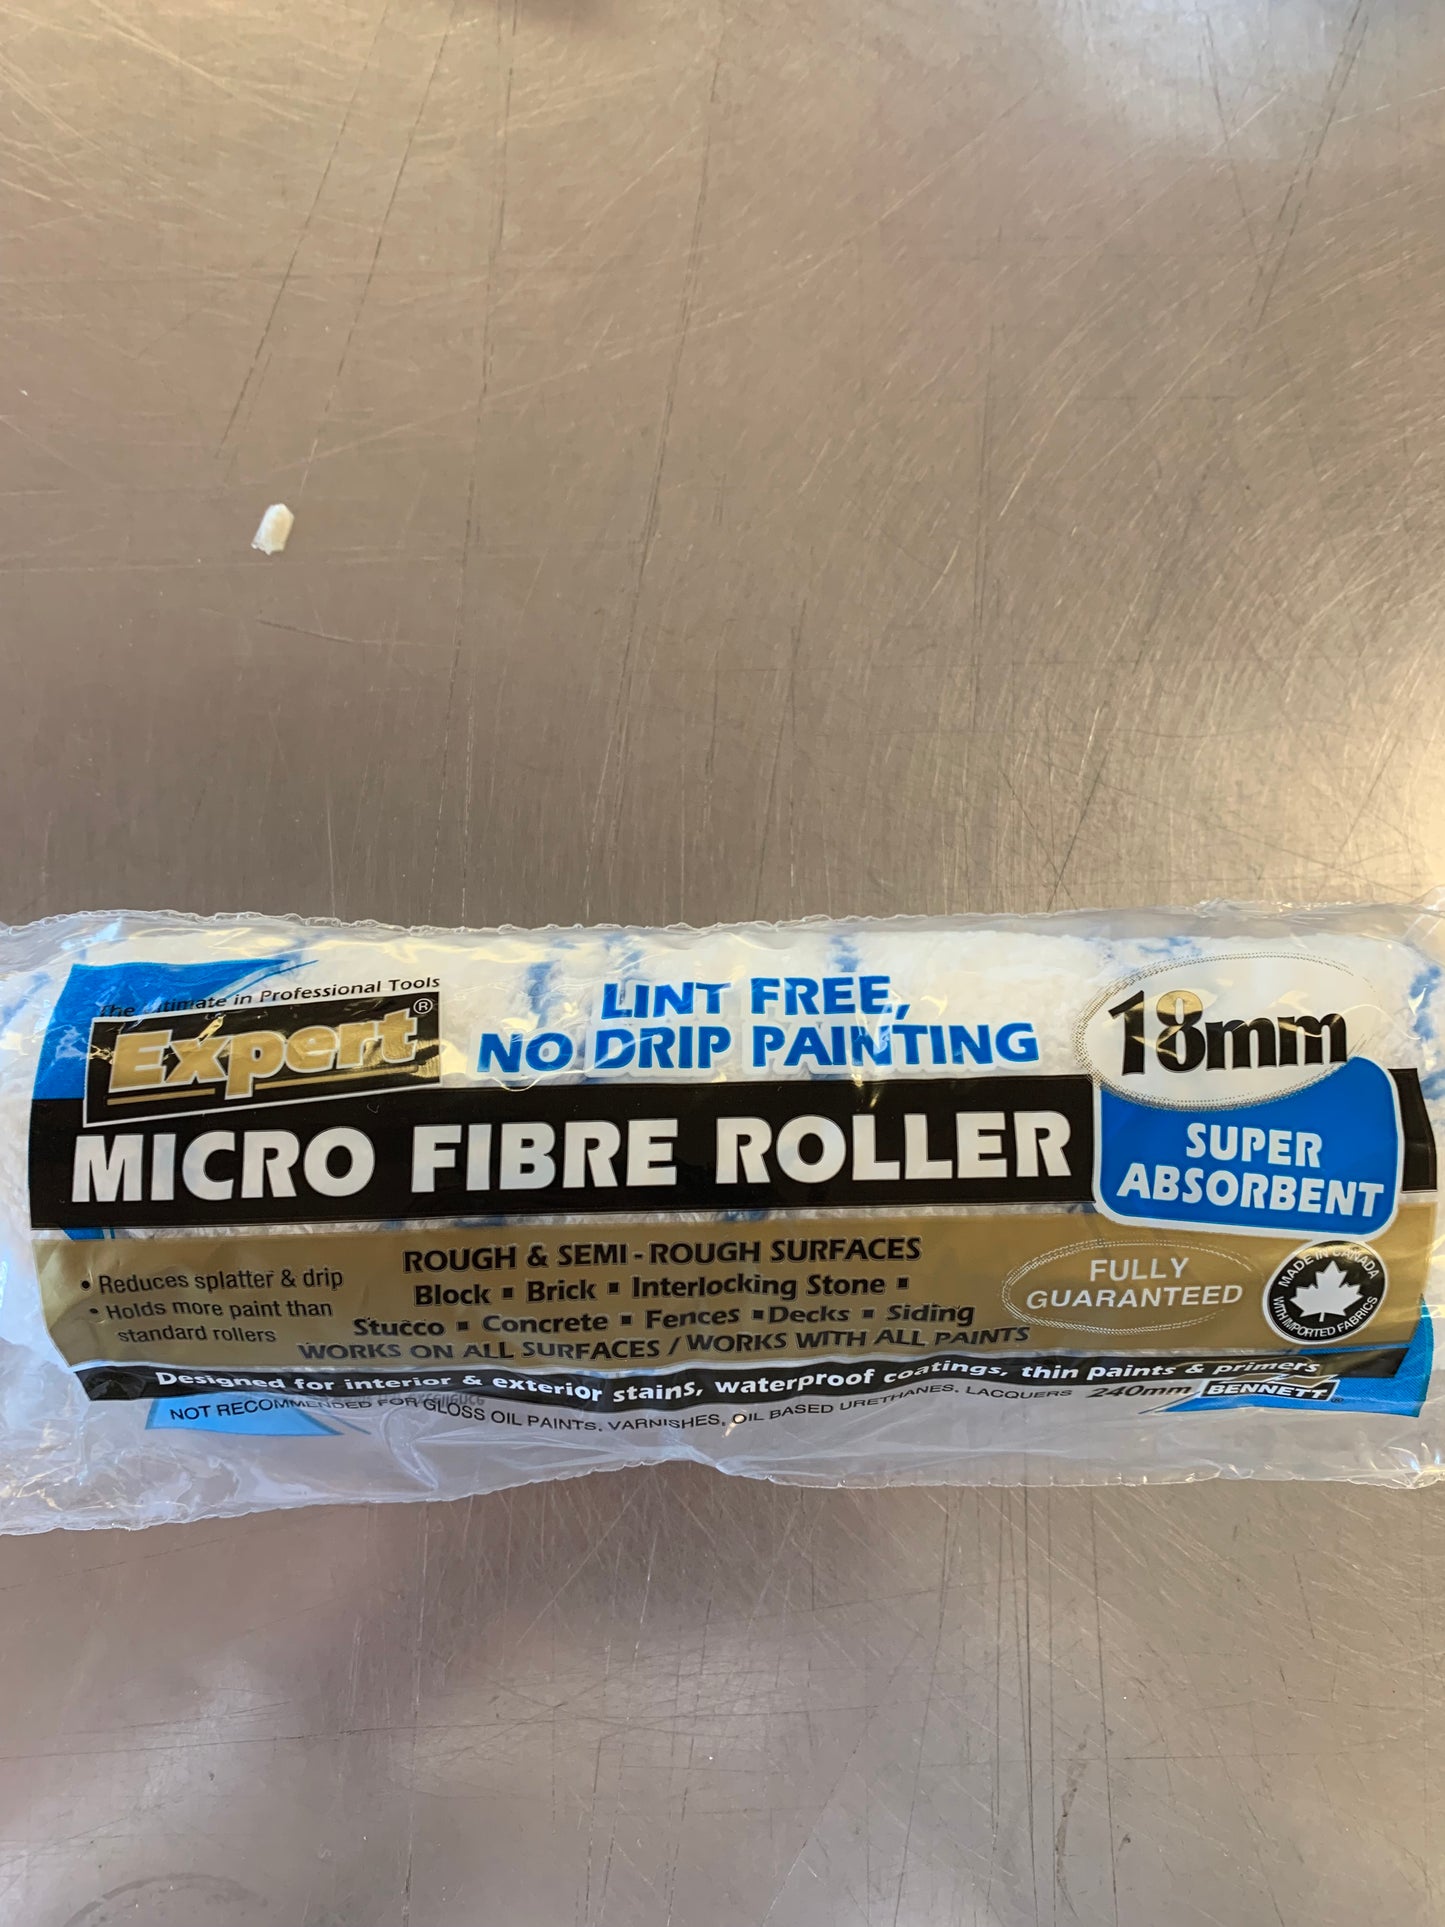 The Ultimate in Professional Tools
Expert®
LINT FREE,
NO DRIP PAINTING
18mm
SUPER
ABSORBENT
MICRO FIBRE ROLLER
• Reduces splatter & drip
• Holds more paint than
standard rollers
ROUGH & SEMI-ROUGH SURFACES
Block ▪ Brick ▪ Interlocking Stone ▪
Stucco ▪ Concrete ▪ Fences ▪ Decks ▪ Siding
WORKS ON ALL SURFACES / WORKS WITH ALL PAINTS
FULLY
GUARANTEED
MADE IN CANADA
WITH IMPORTED FABRICS
Designed for interior & exterior stains, waterproof coatings, thin paints & primers
NOT RECOMMENDED FOR GLOSS OIL PAINTS, VARNISHES, OIL BASED URETHANES, LACQUERS
240mm
BENNETT®